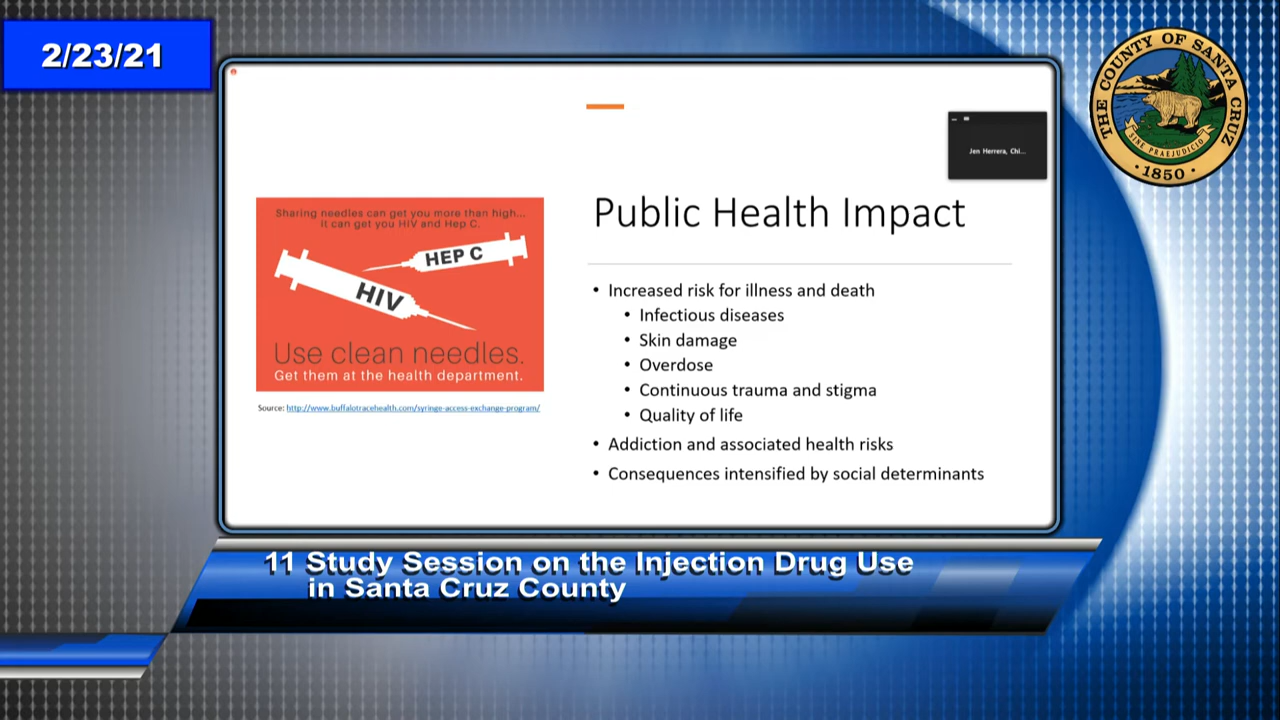 2/23/21
THE COUNTY OF SANTA CRUZ
SINE PRAEJUDICIO
• 1850 •
Jen Herrera, Chi...
Sharing needles can get you more than high...
it can get you HIV and Hep C.
HEP C
HIV
Use clean needles.
Get them at the health department.
Source: http://www.buffalotracehealth.com/syringe-access-exchange-program/
Public Health Impact
• Increased risk for illness and death
• Infectious diseases
• Skin damage
• Overdose
• Continuous trauma and stigma
• Quality of life
• Addiction and associated health risks
• Consequences intensified by social determinants
11 Study Session on the Injection Drug Use
in Santa Cruz County